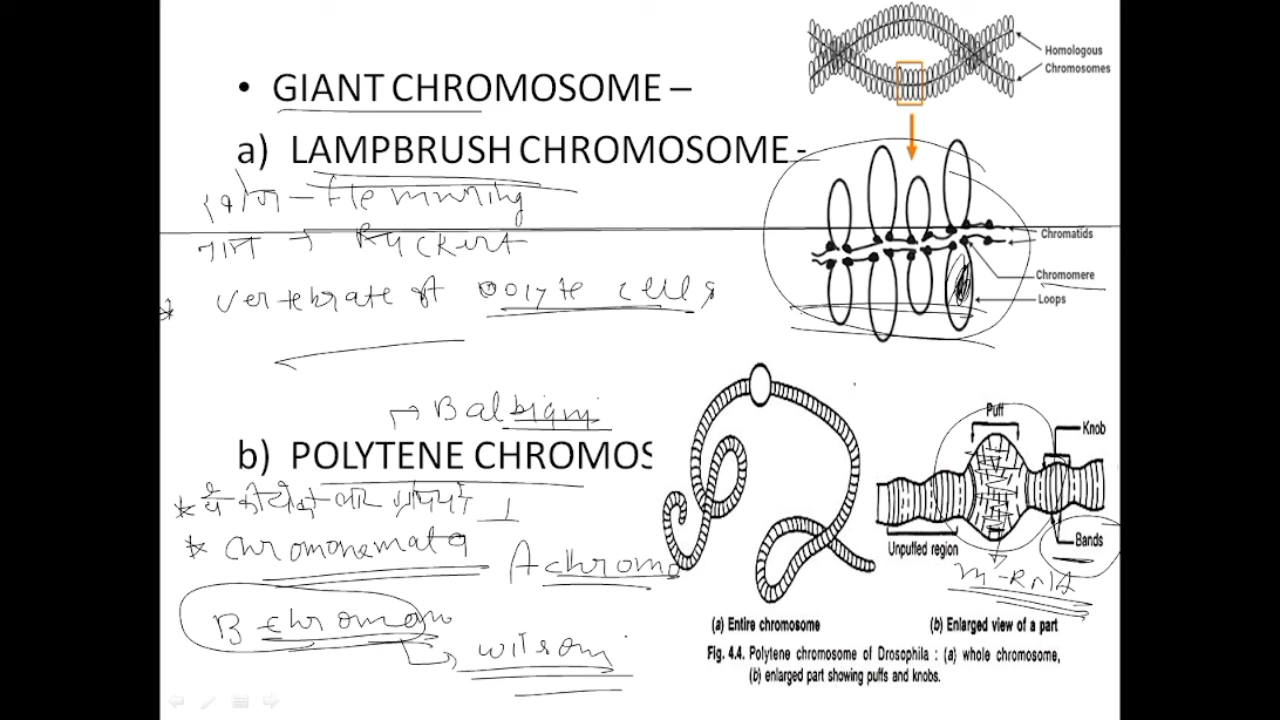 • GIANT CHROMOSOME –
a) LAMPBRUSH CHROMOSOME -
खोज – Flemming
नाम → Ruckert
* vertebrate of oocyte cells
→ Balbiani
b) POLYTENE CHROMOS
* chromonemata
A chromo
B chromo
wilson
Homologous
Chromosomes
Chromatids
Chromomere
Loops
Puff
Knob
Bands
Unpuffed region
m-RNA
(a) Entire chromosome
(b) Enlarged view of a part
Fig. 4.4. Polytene chromosome of Drosophila : (a) whole chromosome,
(b) enlarged part showing puffs and knobs.